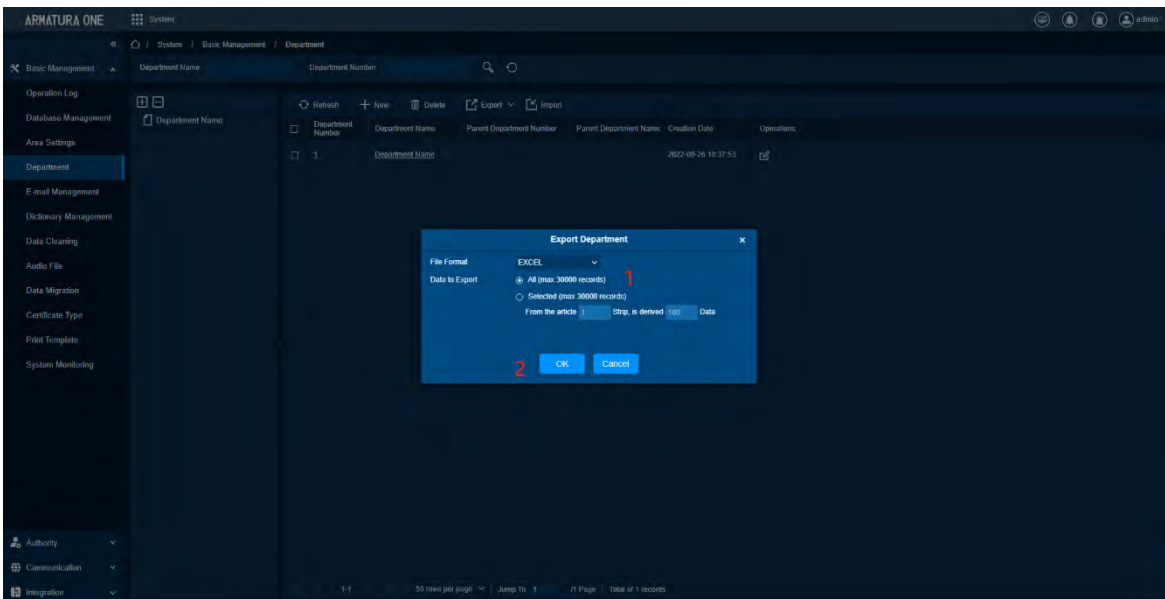 ARMATURA ONE
System
admin
System / Basic Management / Department
Basic Management
Department Name
Department Number
Operation Log
Database Management
Area Settings
Department
E-mail Management
Dictionary Management
Data Cleaning
Audio File
Data Migration
Certificate Type
Print Template
System Monitoring
Authority
Communication
Integration
Department Name
Refresh New Delete Export Import
Department Number Department Name Parent Department Number Parent Department Name Creation Date Operations
1 Department Name 2022-09-26 10:37:53
Export Department ×
File Format EXCEL
Data to Export All (max 30000 records) 1
Selected (max 30000 records)
From the article 1 Strip, is derived 100 Data
2 OK Cancel
1-1 50 rows per page Jump To 1 /1 Page Total of 1 records